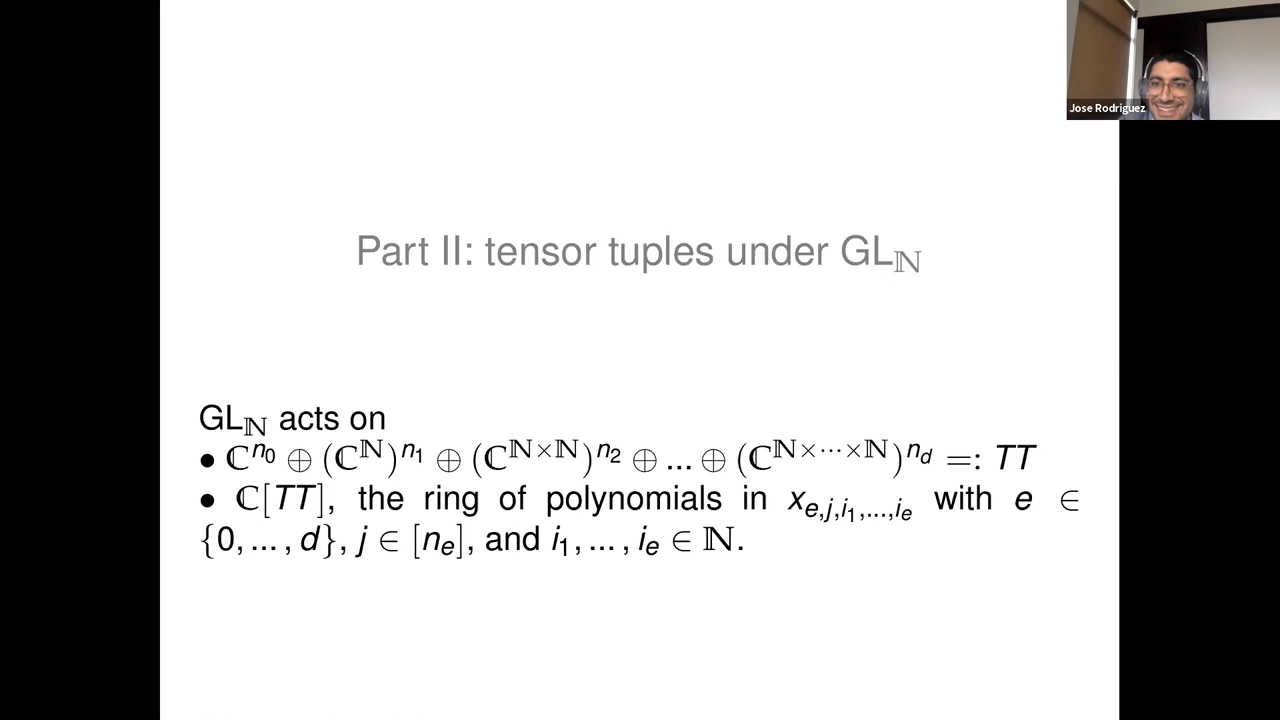 Jose Rodriguez
Part II: tensor tuples under GL_ℕ
GL_ℕ acts on
• ℂ^{n_0} ⊕ (ℂ^ℕ)^{n_1} ⊕ (ℂ^{ℕ×ℕ})^{n_2} ⊕ ... ⊕ (ℂ^{ℕ×⋯×ℕ})^{n_d} =: TT
• ℂ[TT], the ring of polynomials in x_{e,j,i_1,...,i_e} with e ∈
{0, ... , d}, j ∈ [n_e], and i_1, ... , i_e ∈ ℕ.